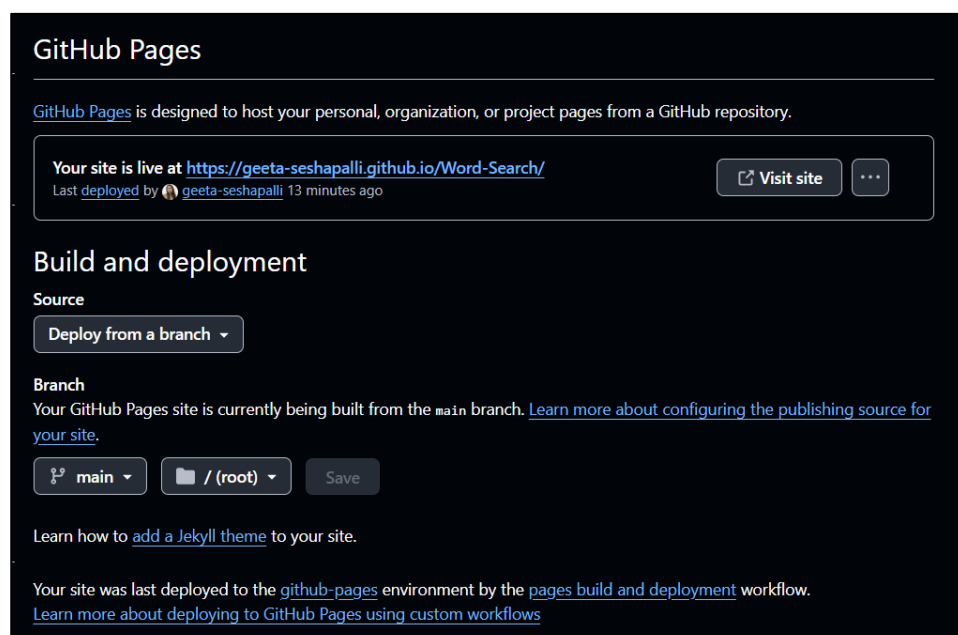 GitHub Pages
GitHub Pages is designed to host your personal, organization, or project pages from a GitHub repository.
Your site is live at https://geeta-seshapalli.github.io/Word-Search/
Last deployed by geeta-seshapalli 13 minutes ago
Visit site
Build and deployment
Source
Deploy from a branch
Branch
Your GitHub Pages site is currently being built from the main branch. Learn more about configuring the publishing source for
your site.
main / (root) Save
Learn how to add a Jekyll theme to your site.
Your site was last deployed to the github-pages environment by the pages build and deployment workflow.
Learn more about deploying to GitHub Pages using custom workflows